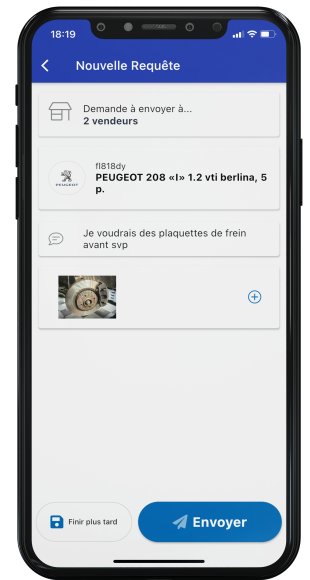 18:19
Nouvelle Requête
Demande à envoyer à...
2 vendeurs
fl818dy
PEUGEOT 208 «I» 1.2 vti berlina, 5
p.
PEUGEOT
Je voudrais des plaquettes de frein
avant svp
Finir plus tard
Envoyer